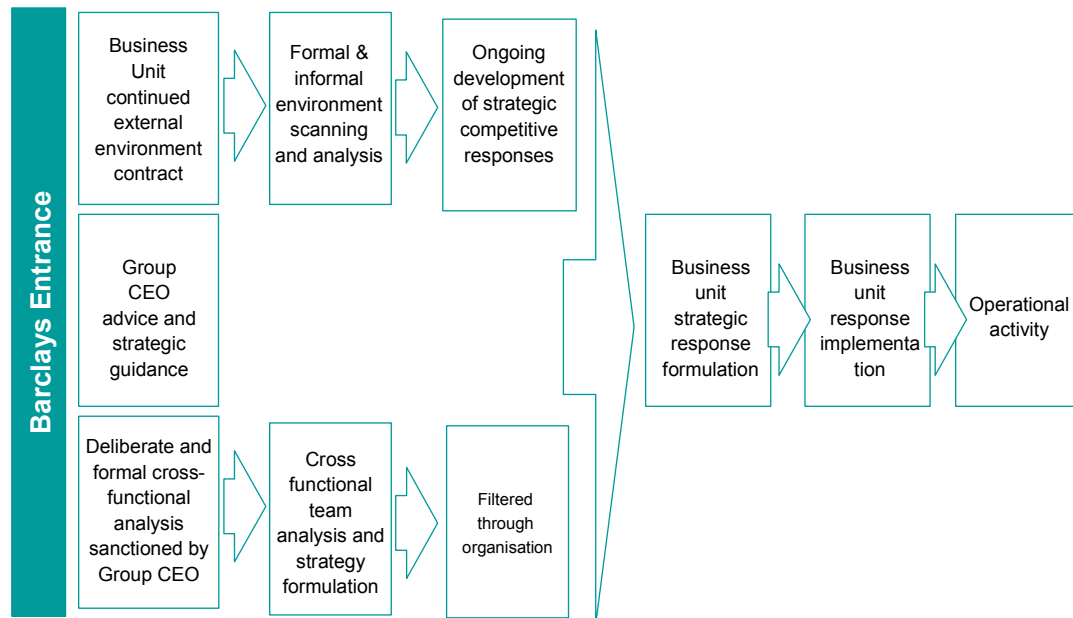 Barclays Entrance
Business
Unit
continued
external
environment
contract
Formal &
informal
environment
scanning
and analysis
Ongoing
development
of strategic
competitive
responses
Group
CEO
advice and
strategic
guidance
Business
unit
strategic
response
formulation
Business
unit
response
implementa
tion
Operational
activity
Deliberate and
formal cross-
functional
analysis
sanctioned by
Group CEO
Cross
functional
team
analysis and
strategy
formulation
Filtered
through
organisation